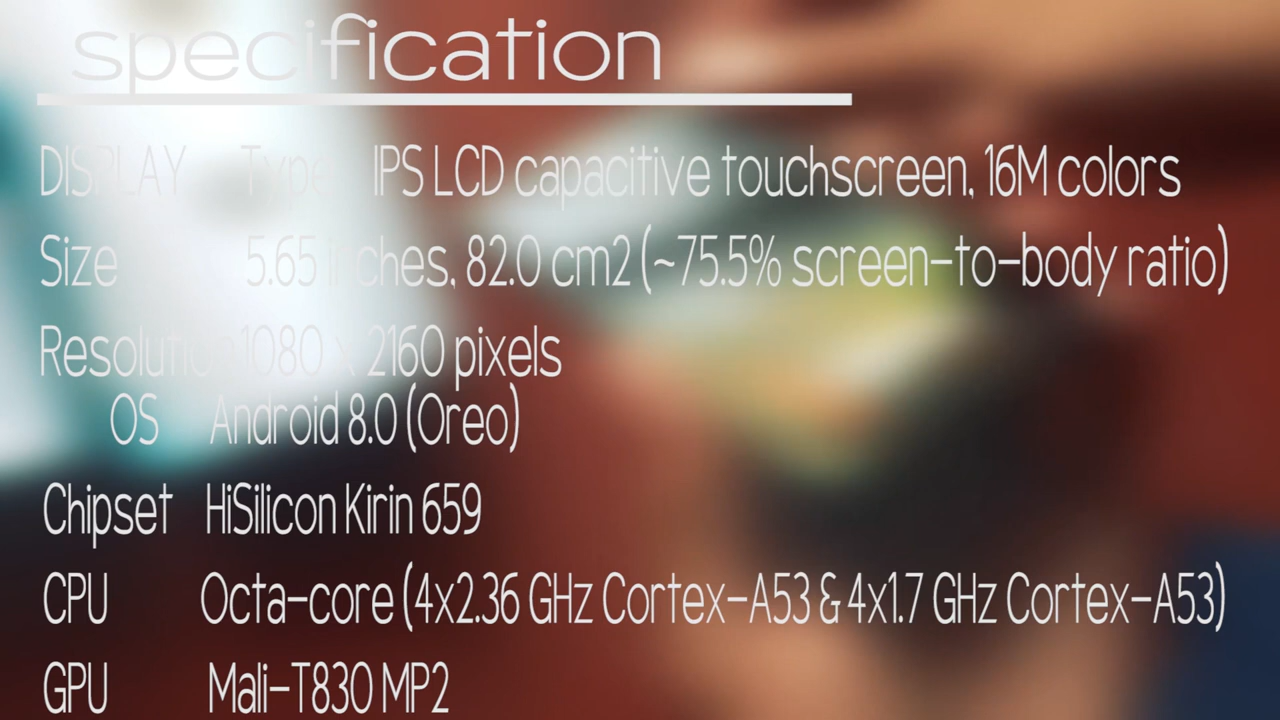 specification
DISPLAY Type IPS LCD capacitive touchscreen, 16M colors
Size 5.65 inches, 82.0 cm2 (~75.5% screen-to-body ratio)
Resolution 1080 x 2160 pixels
OS Android 8.0 (Oreo)
Chipset HiSilicon Kirin 659
CPU Octa-core (4x2.36 GHz Cortex-A53 & 4x1.7 GHz Cortex-A53)
GPU Mali-T830 MP2